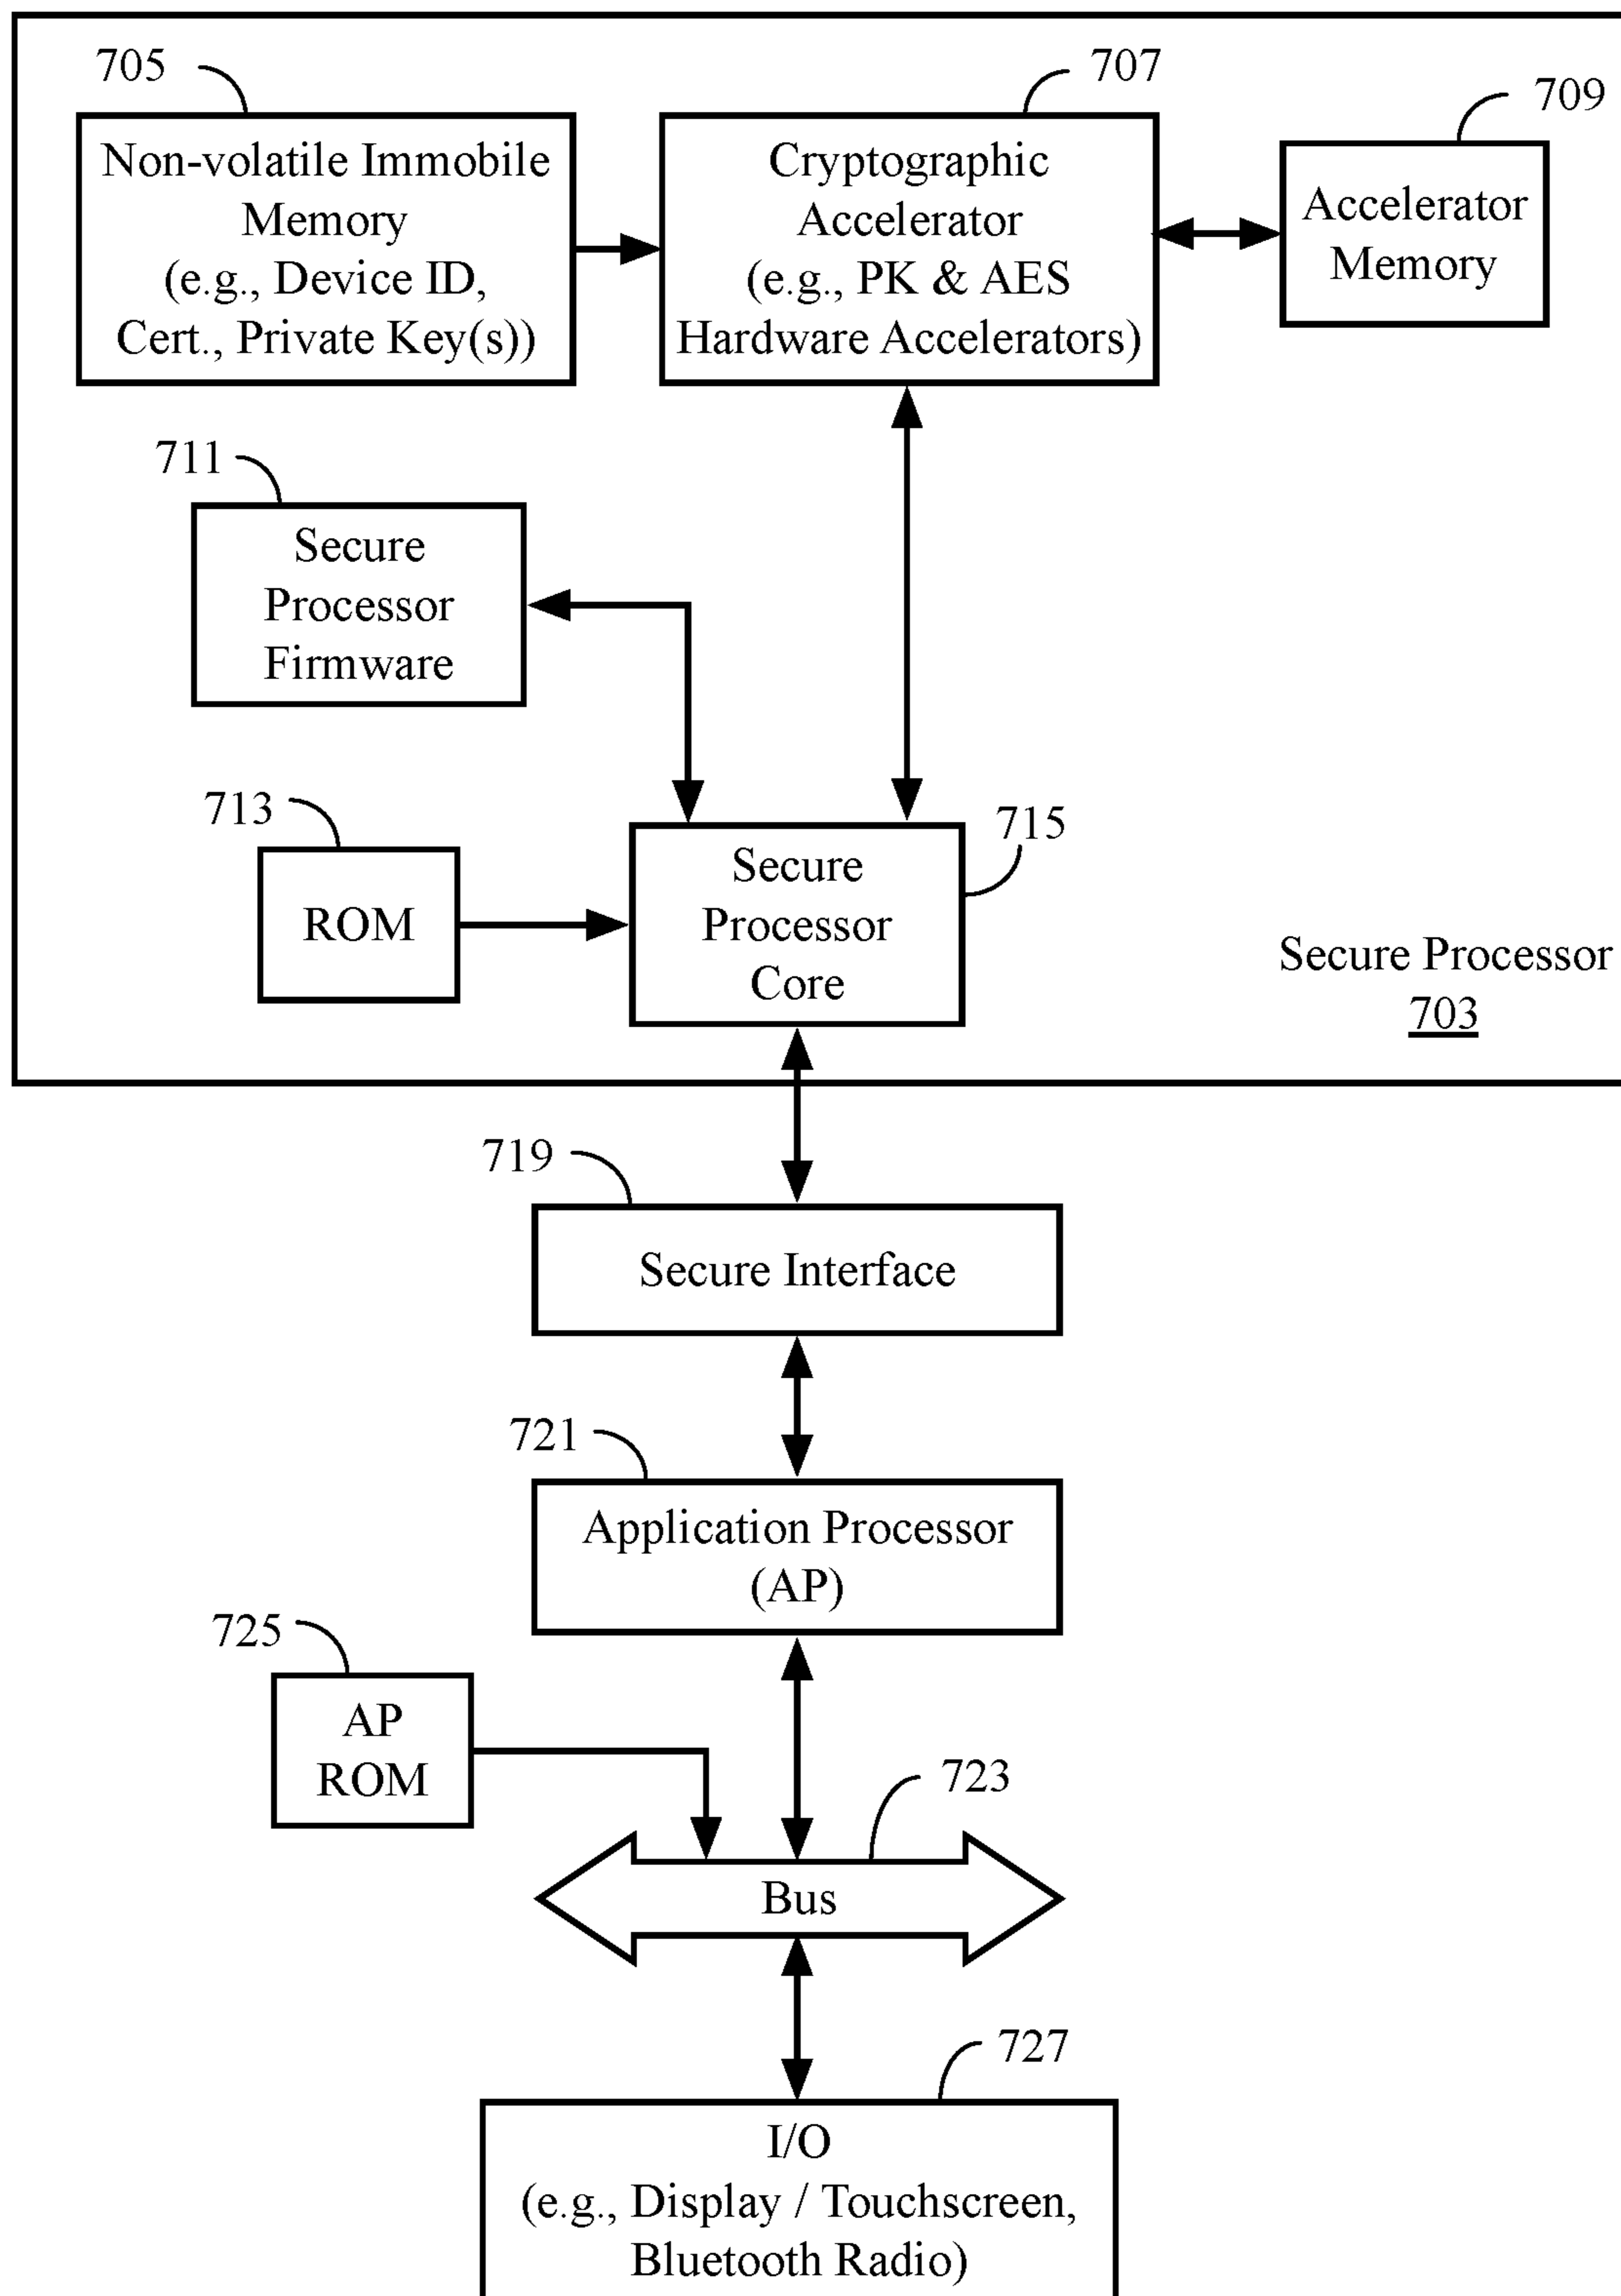 705
707
709
Non-volatile Immobile
Memory
(e.g., Device ID,
Cert., Private Key(s))
Cryptographic
Accelerator
(e.g., PK & AES
Hardware Accelerators)
Accelerator
Memory
711
Secure
Processor
Firmware
713
ROM
715
Secure
Processor
Core
Secure Processor
703
719
Secure Interface
721
Application Processor
(AP)
725
AP
ROM
723
Bus
727
I/O
(e.g., Display / Touchscreen,
Bluetooth Radio)